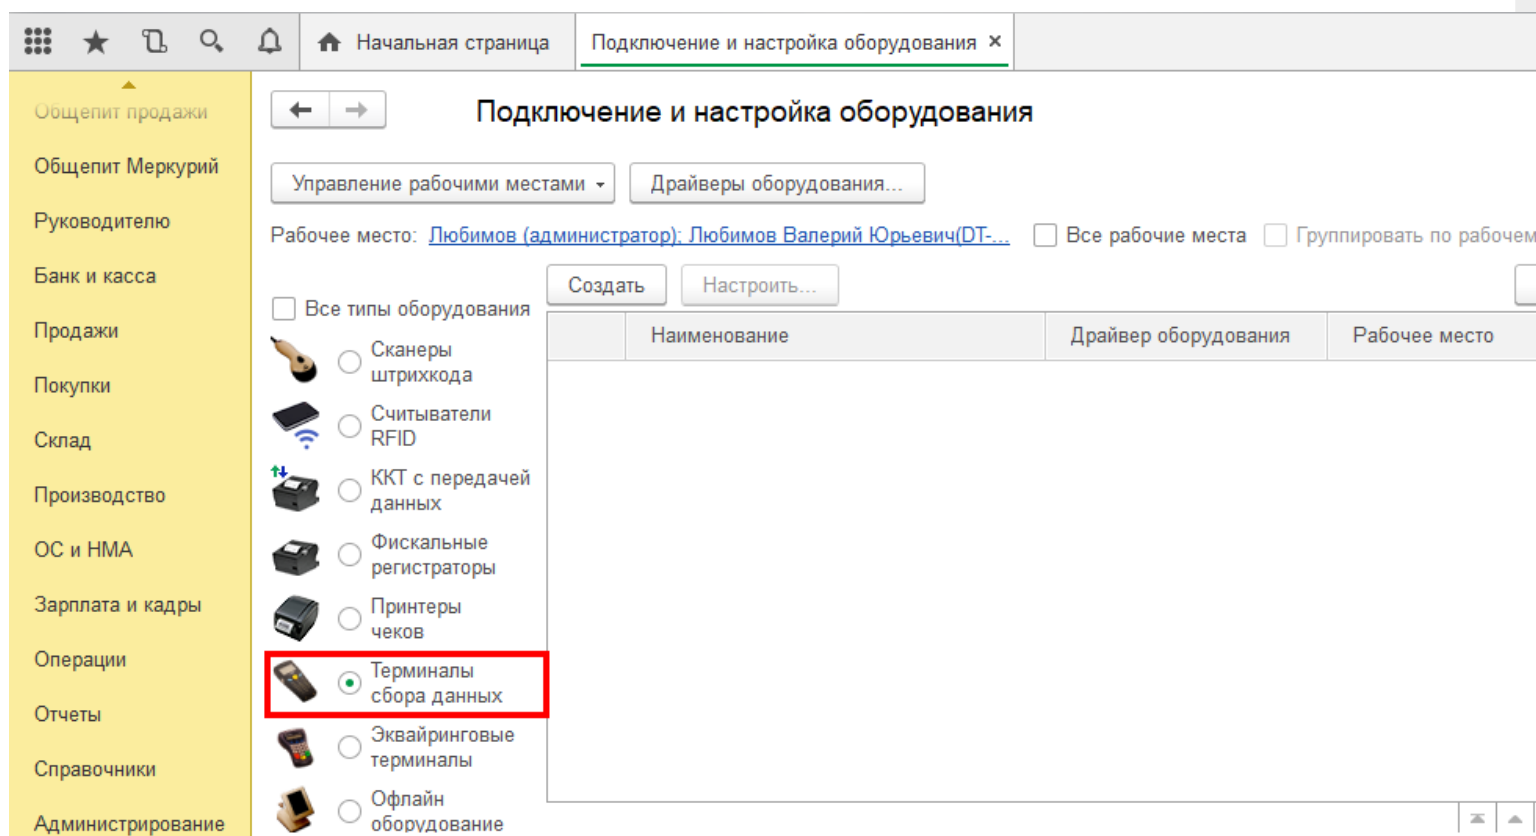 Начальная страница
Подключение и настройка оборудования ×
Общепит продажи
Общепит Меркурий
Руководителю
Банк и касса
Продажи
Покупки
Склад
Производство
ОС и НМА
Зарплата и кадры
Операции
Отчеты
Справочники
Администрирование
Подключение и настройка оборудования
Управление рабочими местами
Драйверы оборудования...
Рабочее место: Любимов (администратор); Любимов Валерий Юрьевич(DT-...
Все рабочие места
Группировать по рабочем
Все типы оборудования
Сканеры
штрихкода
Считыватели
RFID
ККТ с передачей
данных
Фискальные
регистраторы
Принтеры
чеков
Терминалы
сбора данных
Эквайринговые
терминалы
Офлайн
оборудование
Создать
Настроить...
Наименование
Драйвер оборудования
Рабочее место